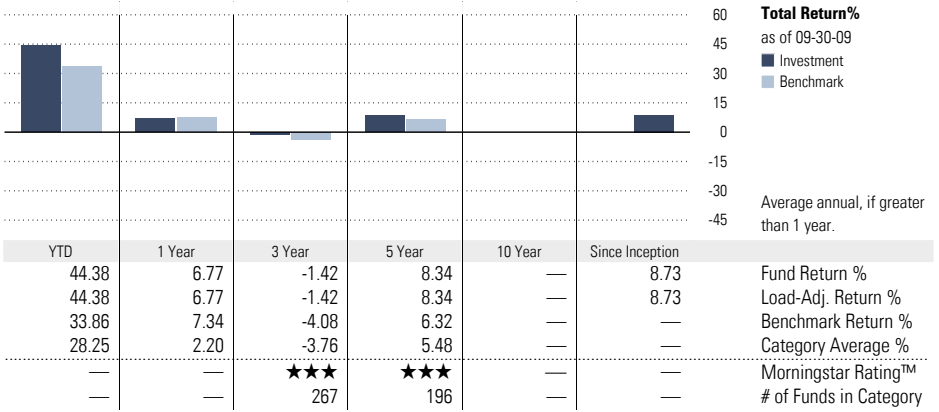 Total Return%
as of 09-30-09
Investment
Benchmark
60
45
30
15
0
-15
-30
-45
Average annual, if greater
than 1 year.
YTD 1 Year 3 Year 5 Year 10 Year Since Inception
44.38 6.77 -1.42 8.34 — 8.73 Fund Return %
44.38 6.77 -1.42 8.34 — 8.73 Load-Adj. Return %
33.86 7.34 -4.08 6.32 — — Benchmark Return %
28.25 2.20 -3.76 5.48 — — Category Average %
— — ★★★ ★★★ — — Morningstar Rating™
— — 267 196 — — # of Funds in Category